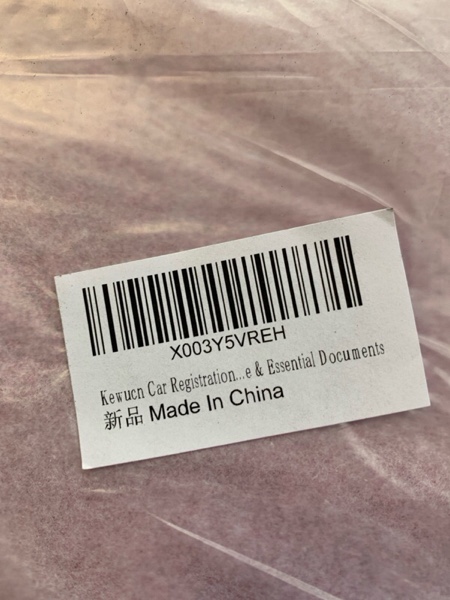 X003Y5VREH
Kewucn Car Registration...e & Essential Documents
新品 Made In China